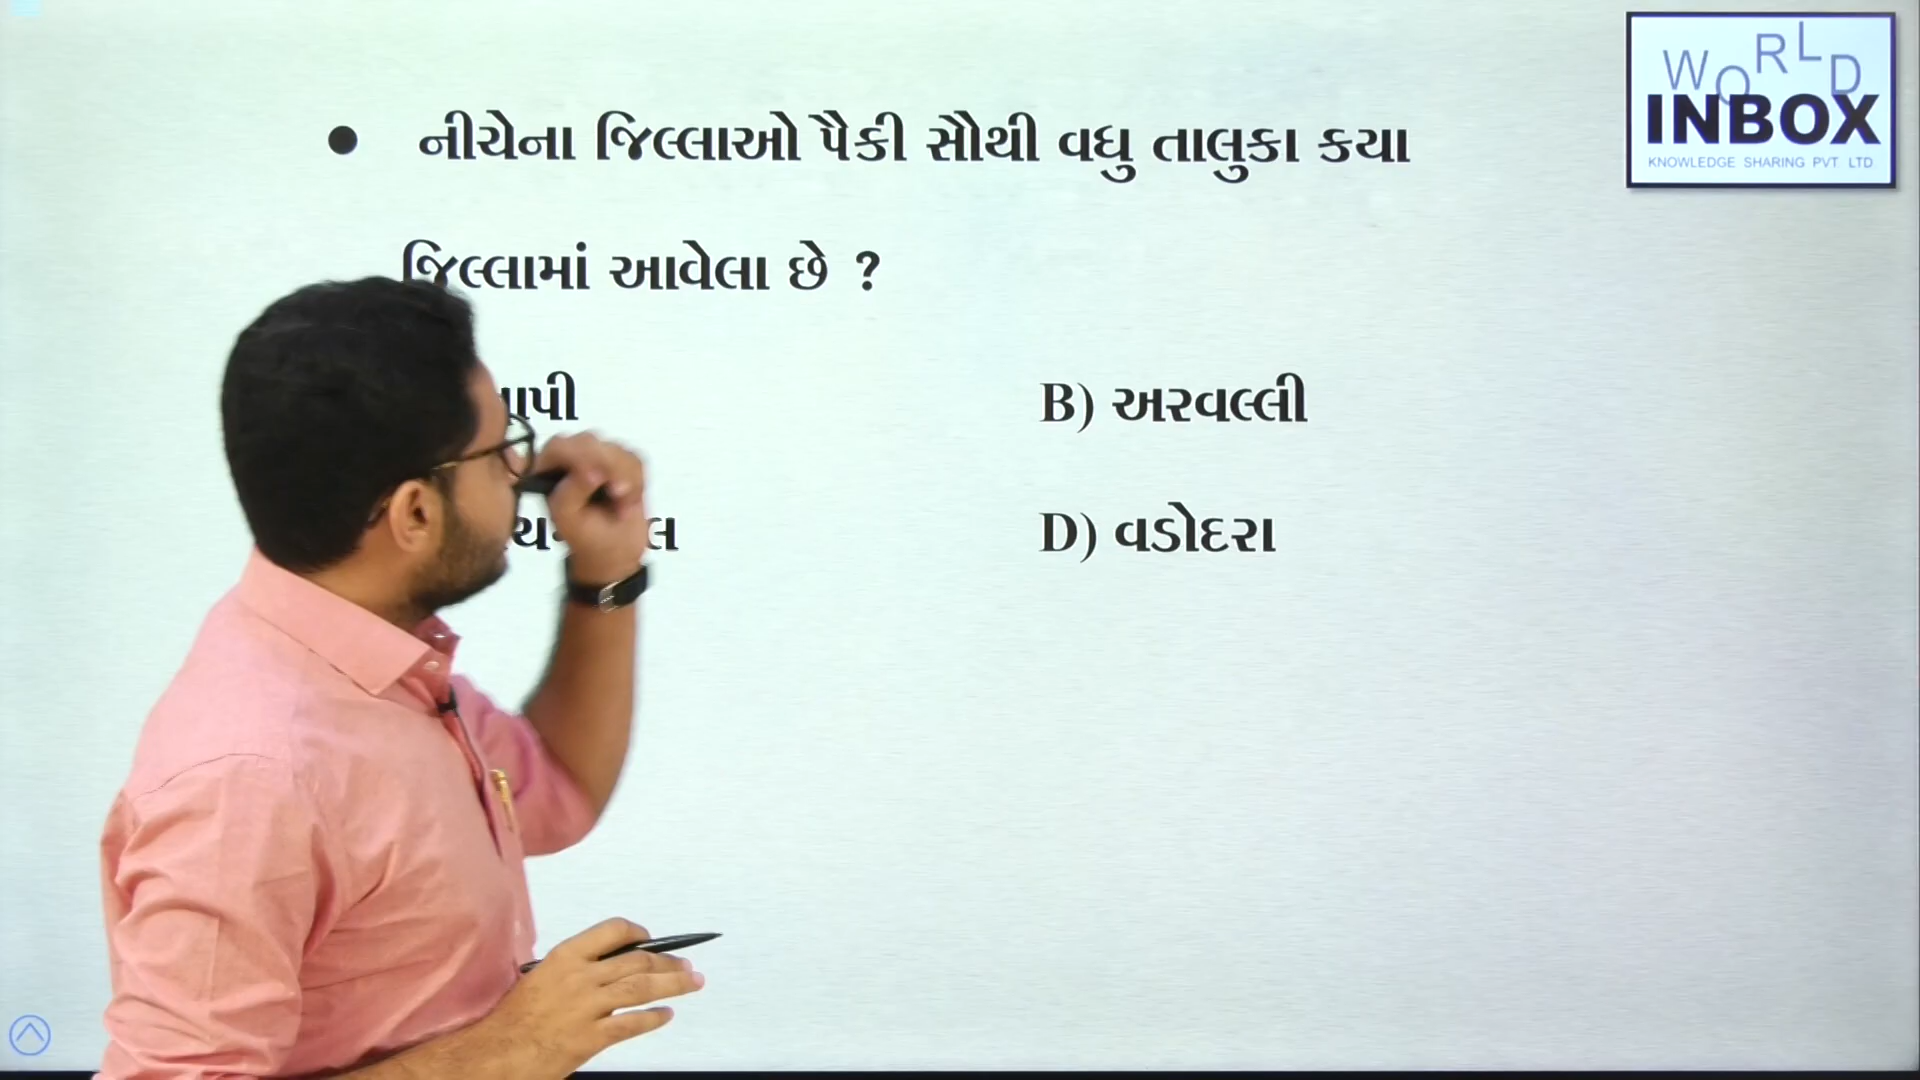 WORLD
INBOX
KNOWLEDGE SHARING PVT LTD
• નીચેના જિલ્લાઓ પૈકી સૌથી વધુ તાલુકા કયા
જિલ્લામાં આવેલા છે ?
B) અરવલ્લી
D) વડોદરા